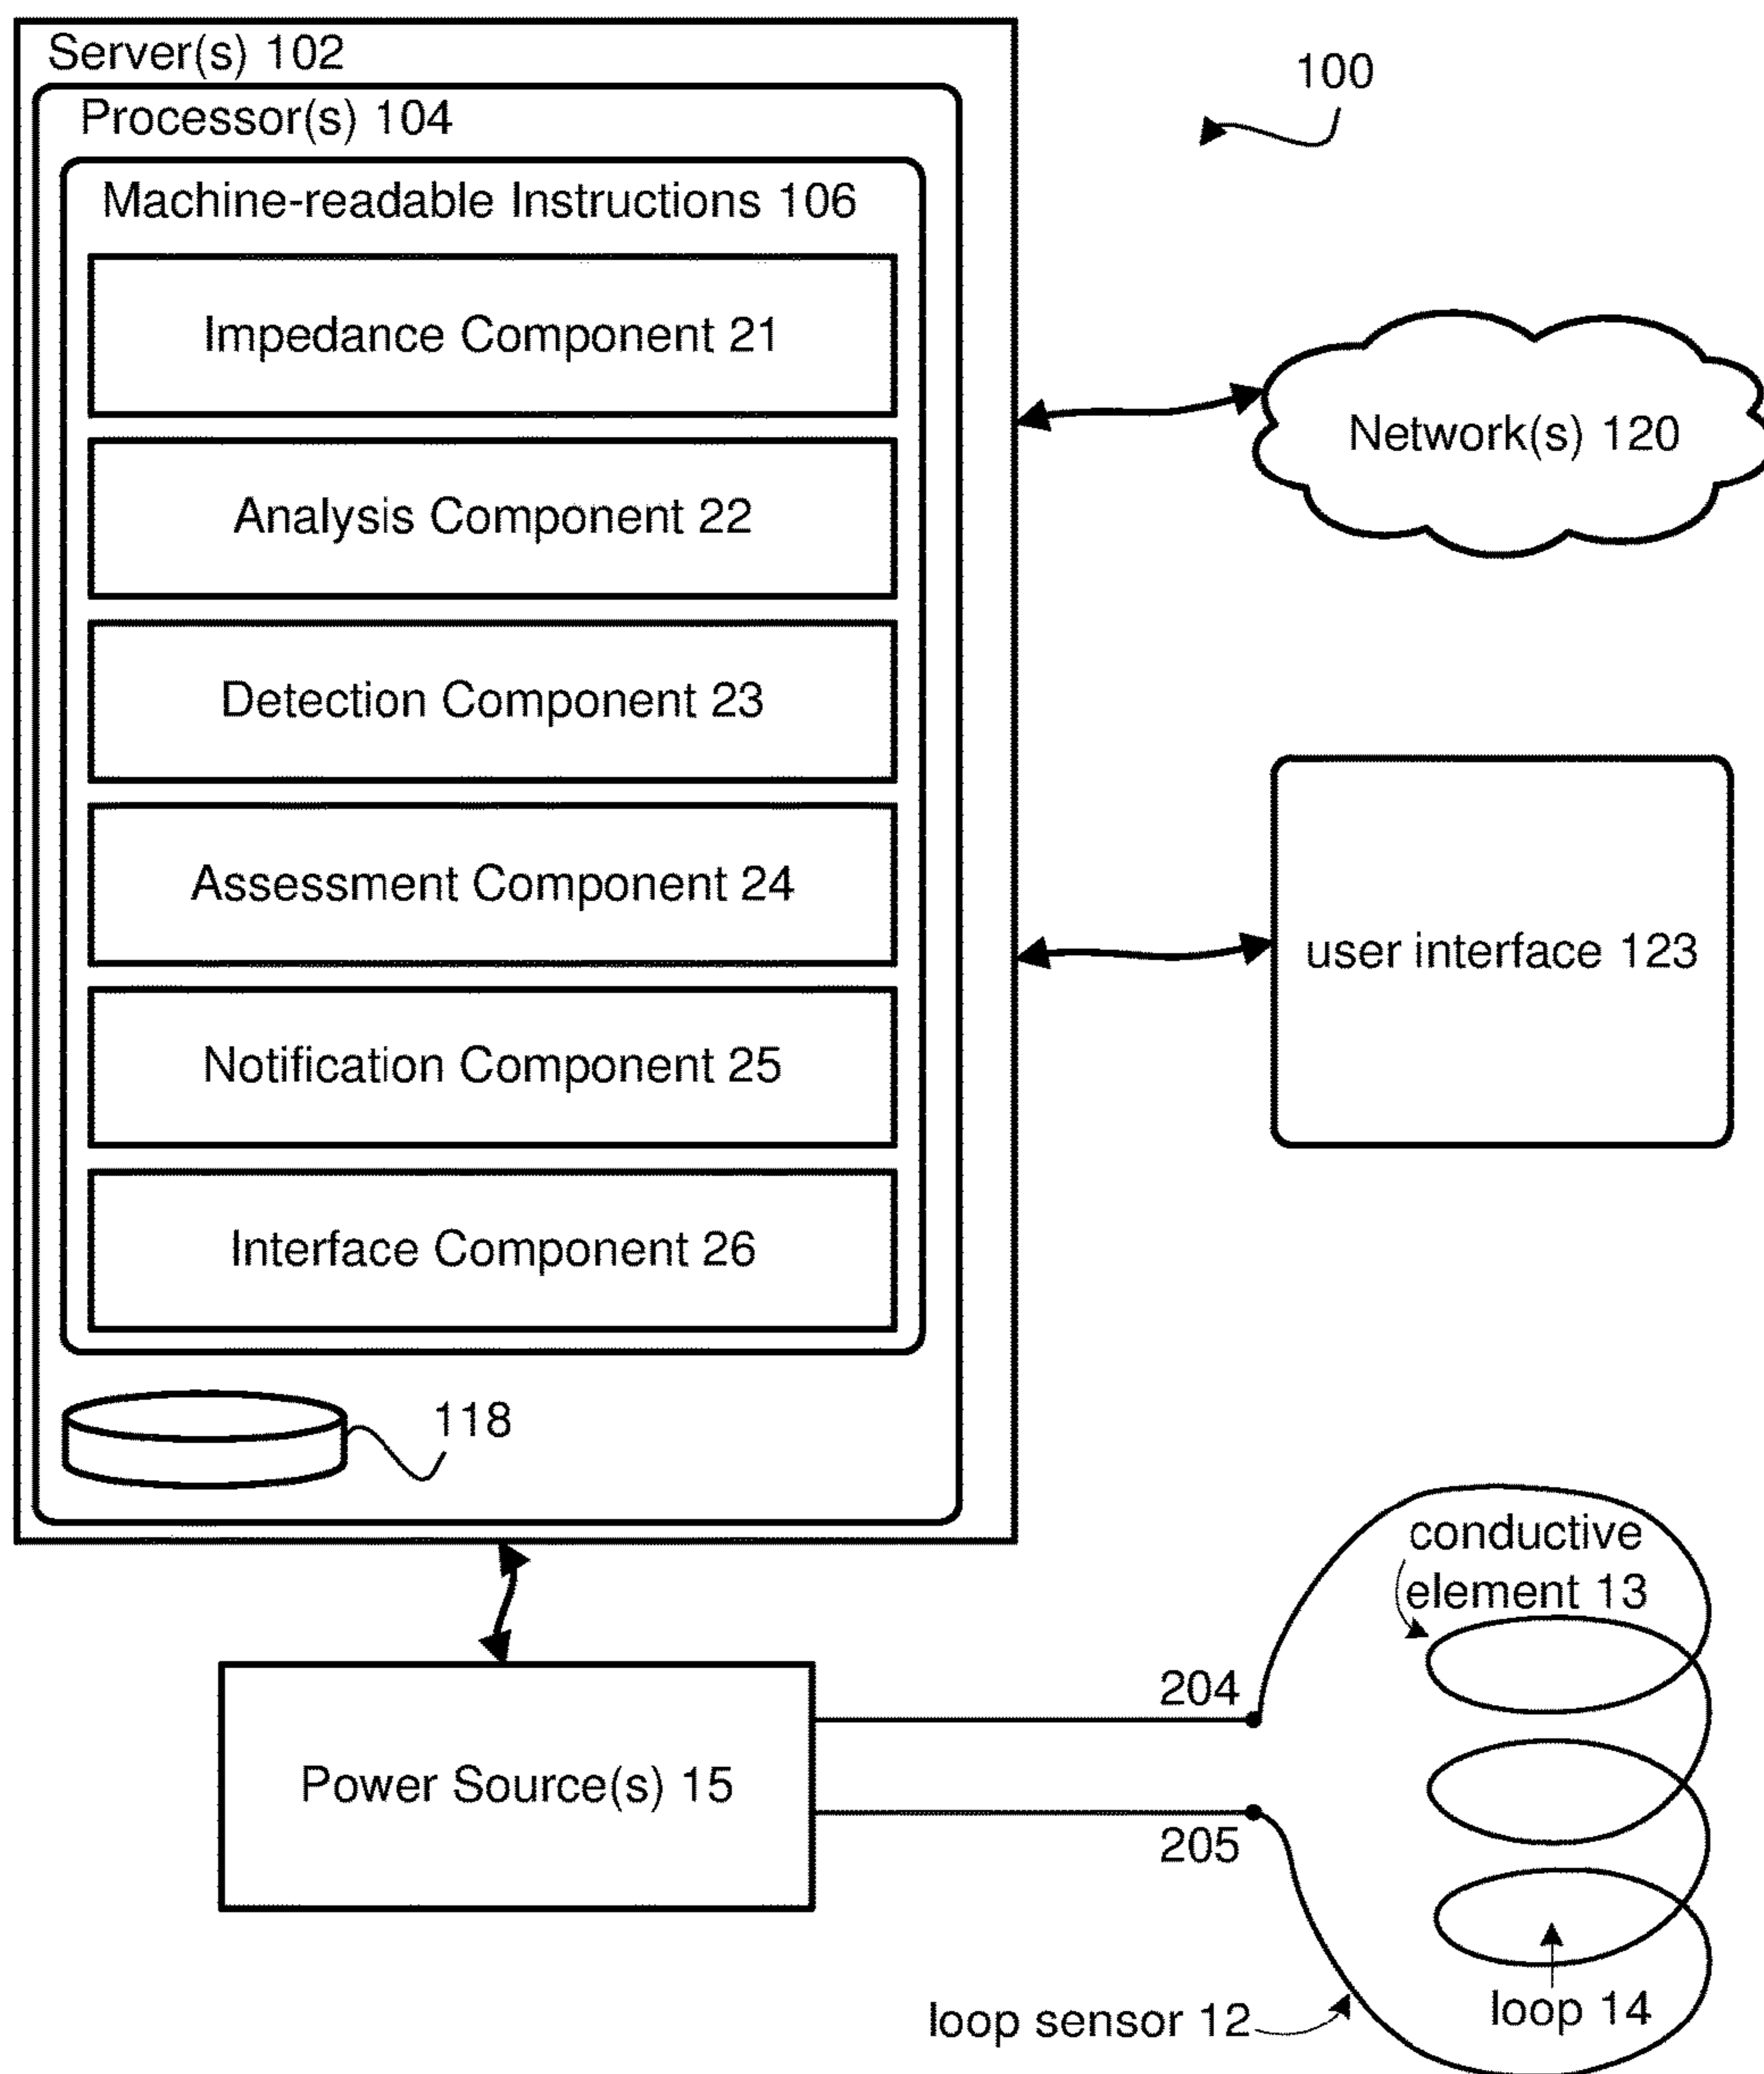 Server(s) 102
100
Processor(s) 104
Machine-readable Instructions 106
Impedance Component 21
Analysis Component 22
Detection Component 23
Assessment Component 24
Notification Component 25
Interface Component 26
118
Network(s) 120
user interface 123
Power Source(s) 15
204
205
conductive
element 13
loop 14
loop sensor 12